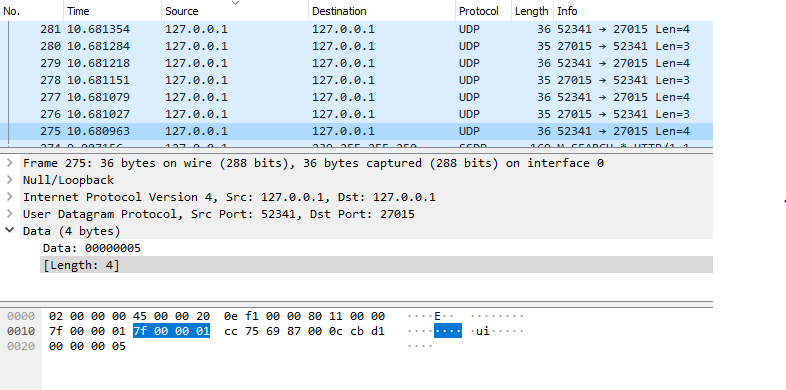 No. Time Source Destination Protocol Length Info
281 10.681354 127.0.0.1 127.0.0.1 UDP 36 52341 → 27015 Len=4
280 10.681284 127.0.0.1 127.0.0.1 UDP 35 52341 → 27015 Len=3
279 10.681218 127.0.0.1 127.0.0.1 UDP 36 52341 → 27015 Len=4
278 10.681151 127.0.0.1 127.0.0.1 UDP 35 52341 → 27015 Len=3
277 10.681079 127.0.0.1 127.0.0.1 UDP 36 52341 → 27015 Len=4
276 10.681027 127.0.0.1 127.0.0.1 UDP 35 52341 → 27015 Len=3
275 10.680963 127.0.0.1 127.0.0.1 UDP 36 52341 → 27015 Len=4
Frame 275: 36 bytes on wire (288 bits), 36 bytes captured (288 bits) on interface 0
Null/Loopback
Internet Protocol Version 4, Src: 127.0.0.1, Dst: 127.0.0.1
User Datagram Protocol, Src Port: 52341, Dst Port: 27015
Data (4 bytes)
Data: 00000005
[Length: 4]
0000 02 00 00 00 45 00 00 20 0e f1 00 00 80 11 00 00 ····E·· ········
0010 7f 00 00 01 7f 00 00 01 cc 75 69 87 00 0c cb d1 ········ ·ui·····
0020 00 00 00 05 ····